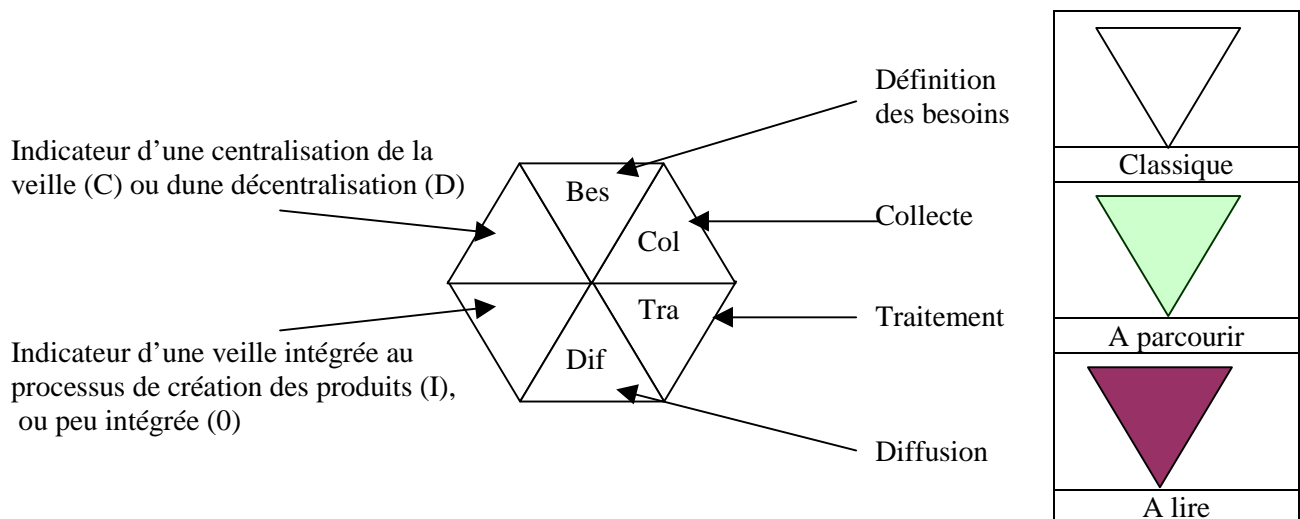 Indicateur d’une centralisation de la
veille (C) ou dune décentralisation (D)
Indicateur d’une veille intégrée au
processus de création des produits (I),
ou peu intégrée (0)
Bes
Col
Tra
Dif
Définition
des besoins
Collecte
Traitement
Diffusion
Classique
A parcourir
A lire